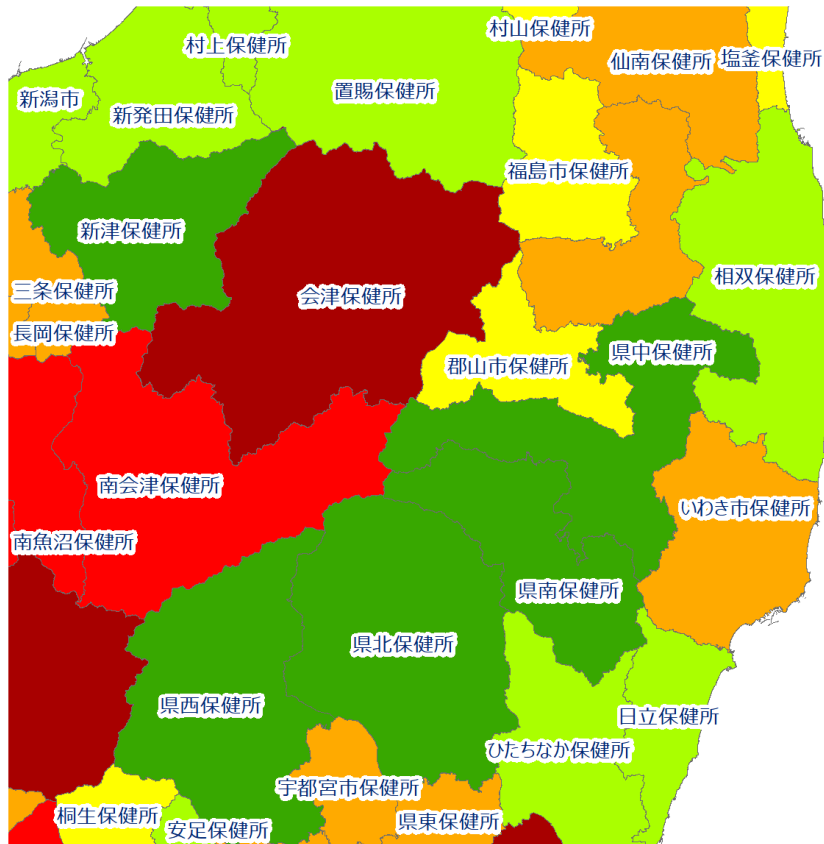 村山保健所
村上保健所
仙南保健所
塩釜保健所
新潟市
置賜保健所
新発田保健所
福島市保健所
新津保健所
相双保健所
三条保健所
会津保健所
長岡保健所
県中保健所
郡山市保健所
南会津保健所
いわき市保健所
南魚沼保健所
県南保健所
県北保健所
県西保健所
日立保健所
ひたちなか保健所
宇都宮市保健所
桐生保健所
県東保健所
安足保健所